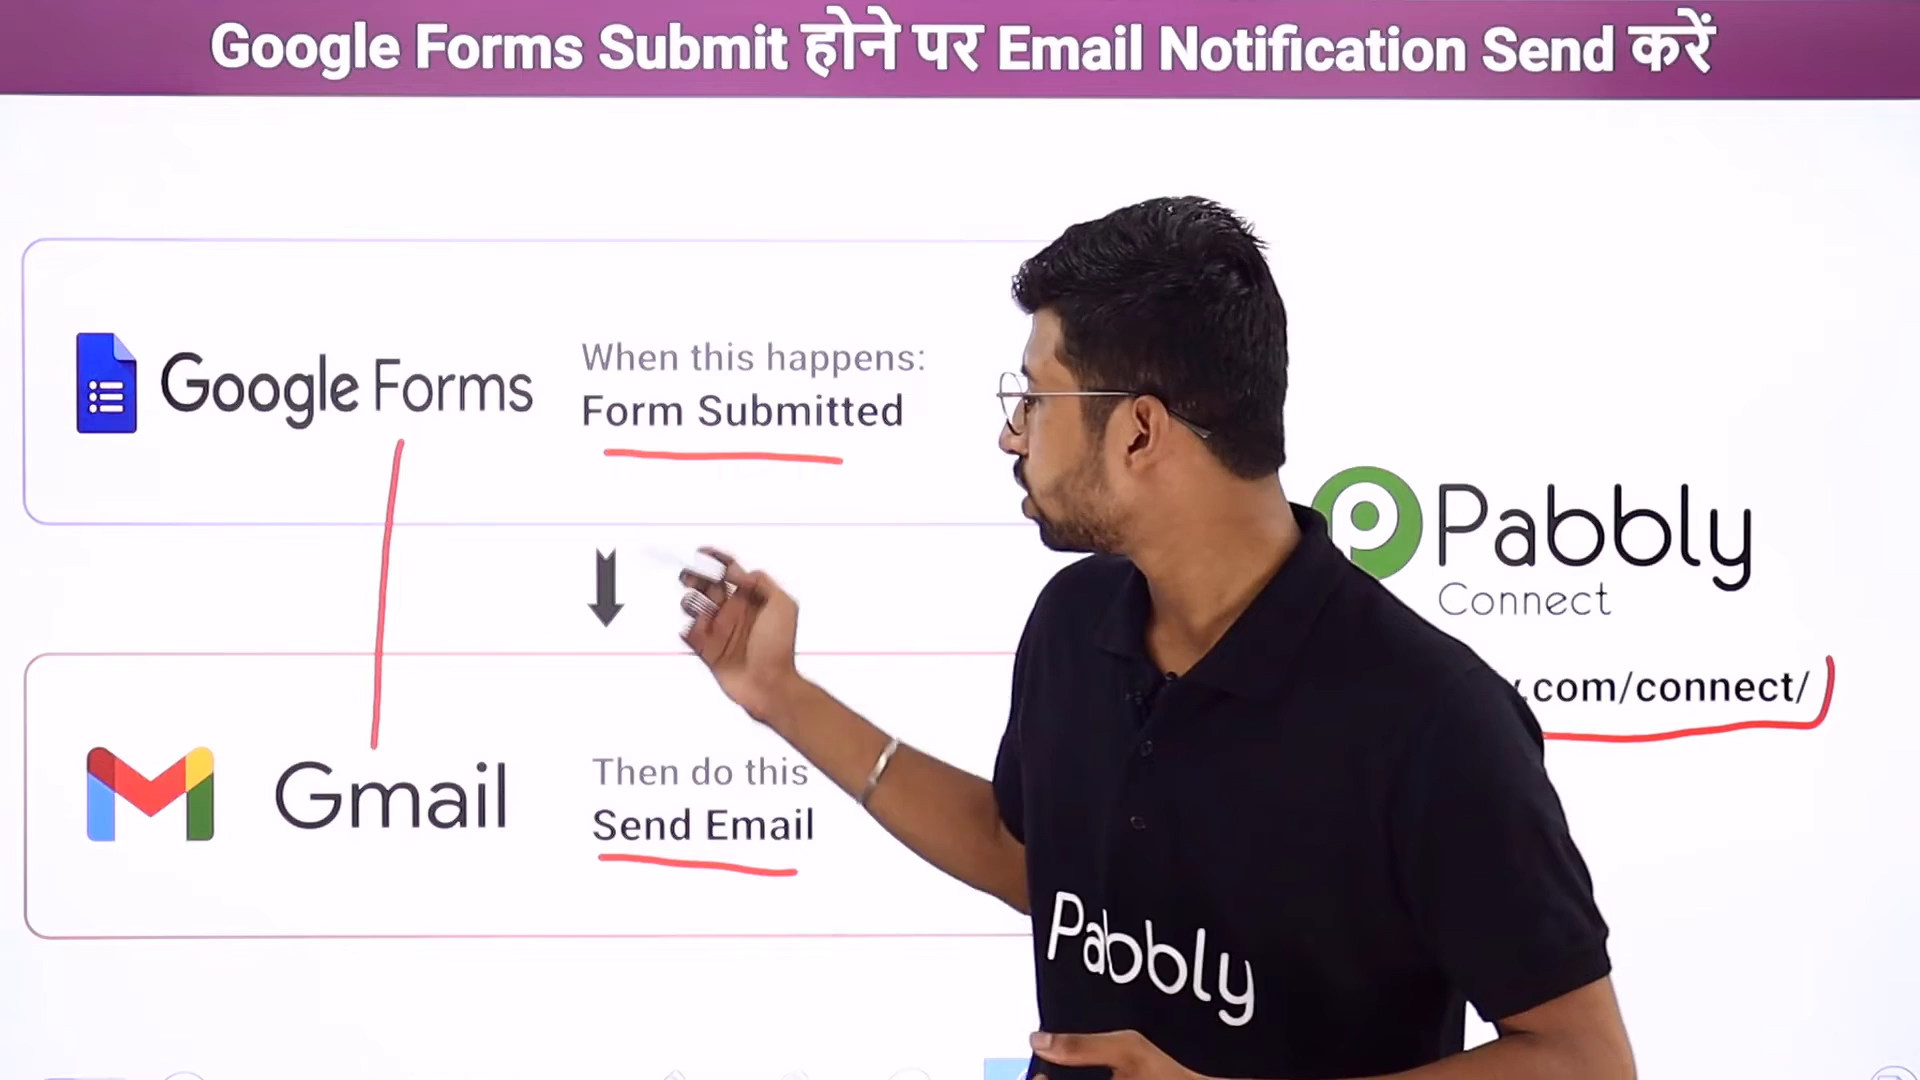 Google Forms Submit होने पर Email Notification Send करें
Google Forms
When this happens:
Form Submitted
Pabbly
Connect
.com/connect/
Gmail
Then do this
Send Email
Pabbly